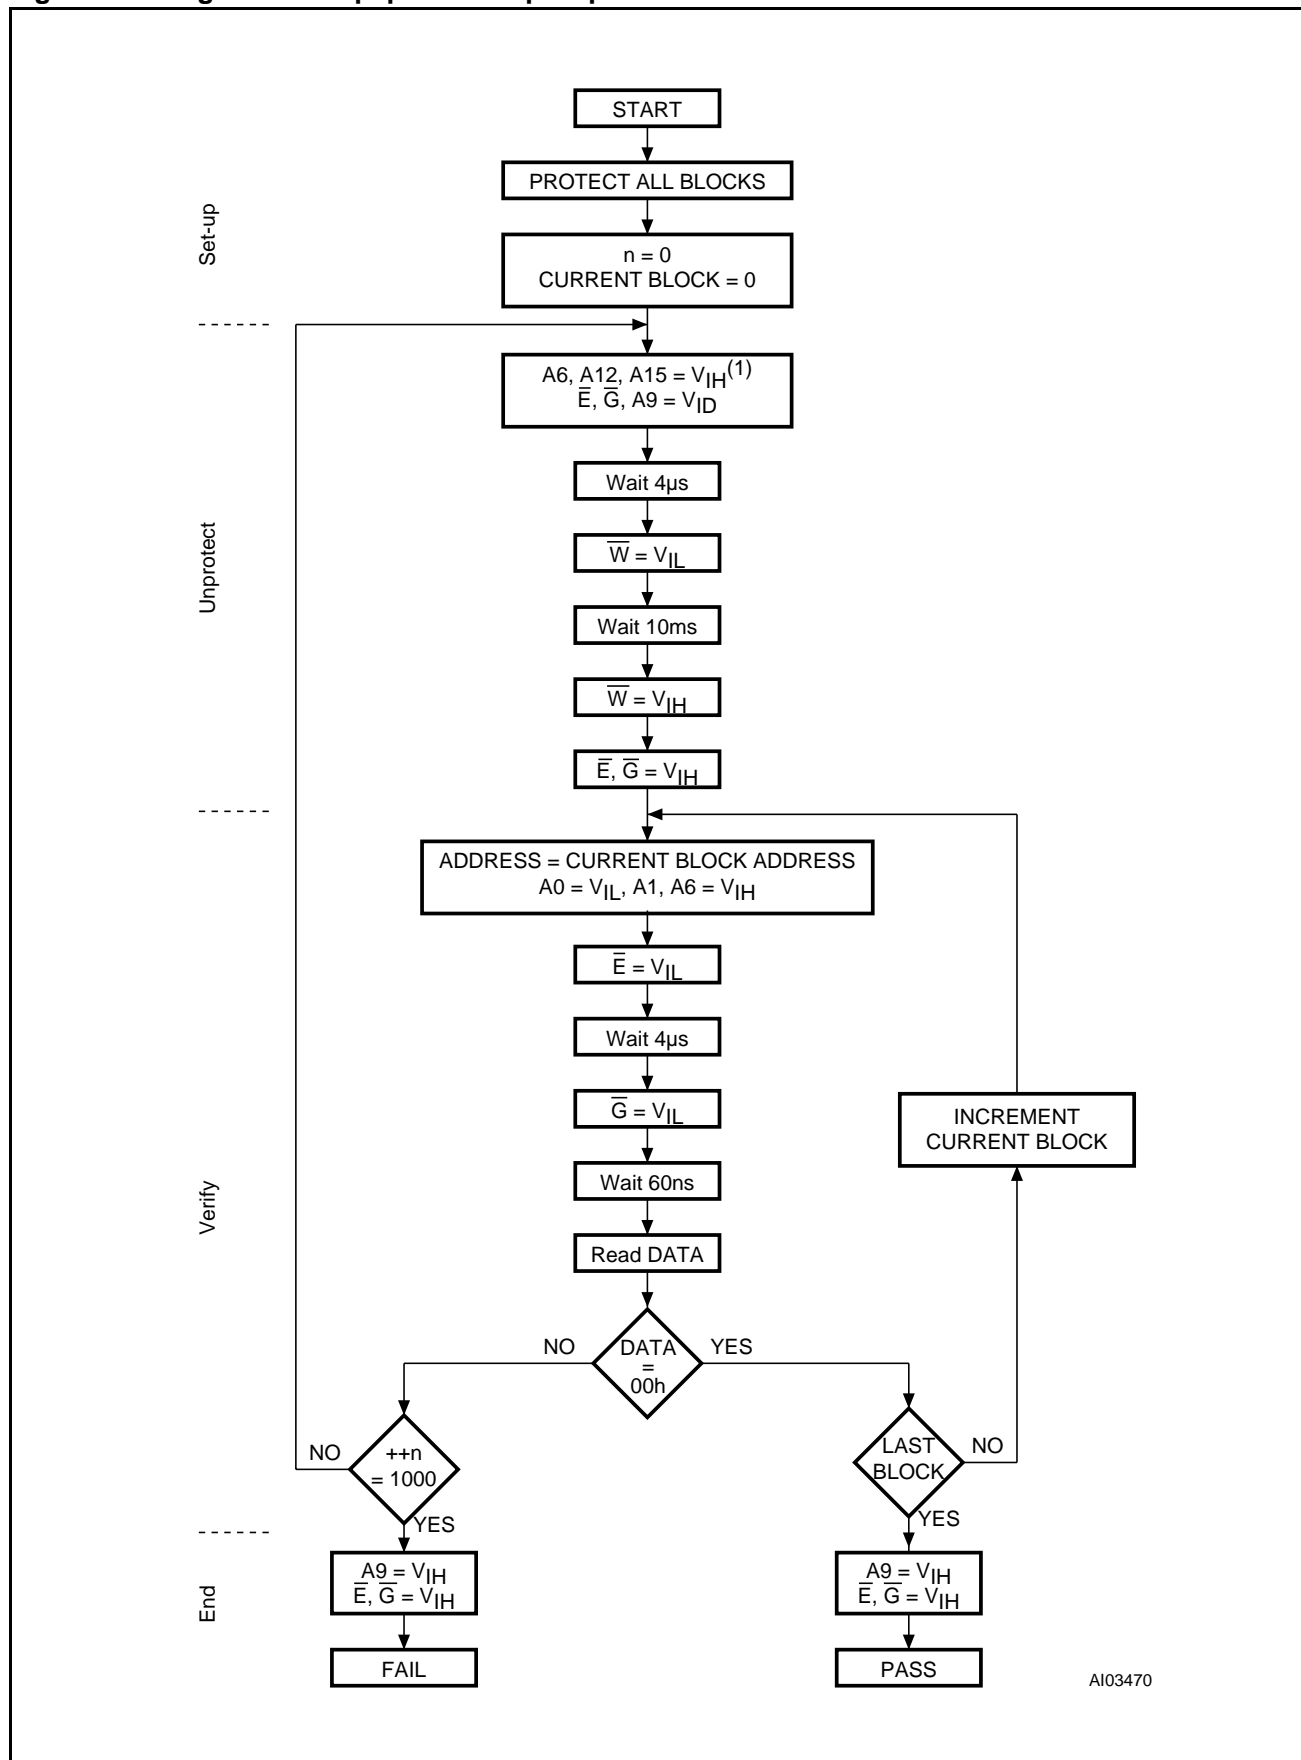 START
PROTECT ALL BLOCKS
Set-up
n = 0
CURRENT BLOCK = 0
A6, A12, A15 = VIH(1)
E̅, G̅, A9 = VID
Wait 4µs
Unprotect
W̅ = VIL
Wait 10ms
W̅ = VIH
E̅, G̅ = VIH
ADDRESS = CURRENT BLOCK ADDRESS
A0 = VIL, A1, A6 = VIH
E̅ = VIL
Wait 4µs
G̅ = VIL
INCREMENT
CURRENT BLOCK
Wait 60ns
Verify
Read DATA
NO
DATA
=
00h
YES
NO
++n
= 1000
LAST
BLOCK
NO
YES
YES
End
A9 = VIH
E̅, G̅ = VIH
A9 = VIH
E̅, G̅ = VIH
FAIL
PASS
AI03470